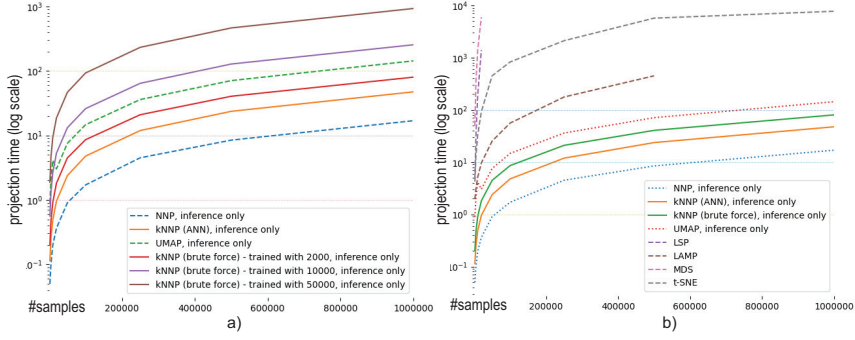 projection time (log scale)
10³
10²
10¹
10⁰
10⁻¹
NNP, inference only
kNNP (ANN), inference only
UMAP, inference only
kNNP (brute force) - trained with 2000, inference only
kNNP (brute force) - trained with 10000, inference only
kNNP (brute force) - trained with 50000, inference only
#samples
200000
400000
600000
800000
1000000
a)
projection time (log scale)
10⁴
10³
10²
10¹
10⁰
10⁻¹
NNP, inference only
kNNP (ANN), inference only
kNNP (brute force), inference only
UMAP, inference only
LSP
LAMP
MDS
t-SNE
#samples
200000
400000
600000
800000
1000000
b)